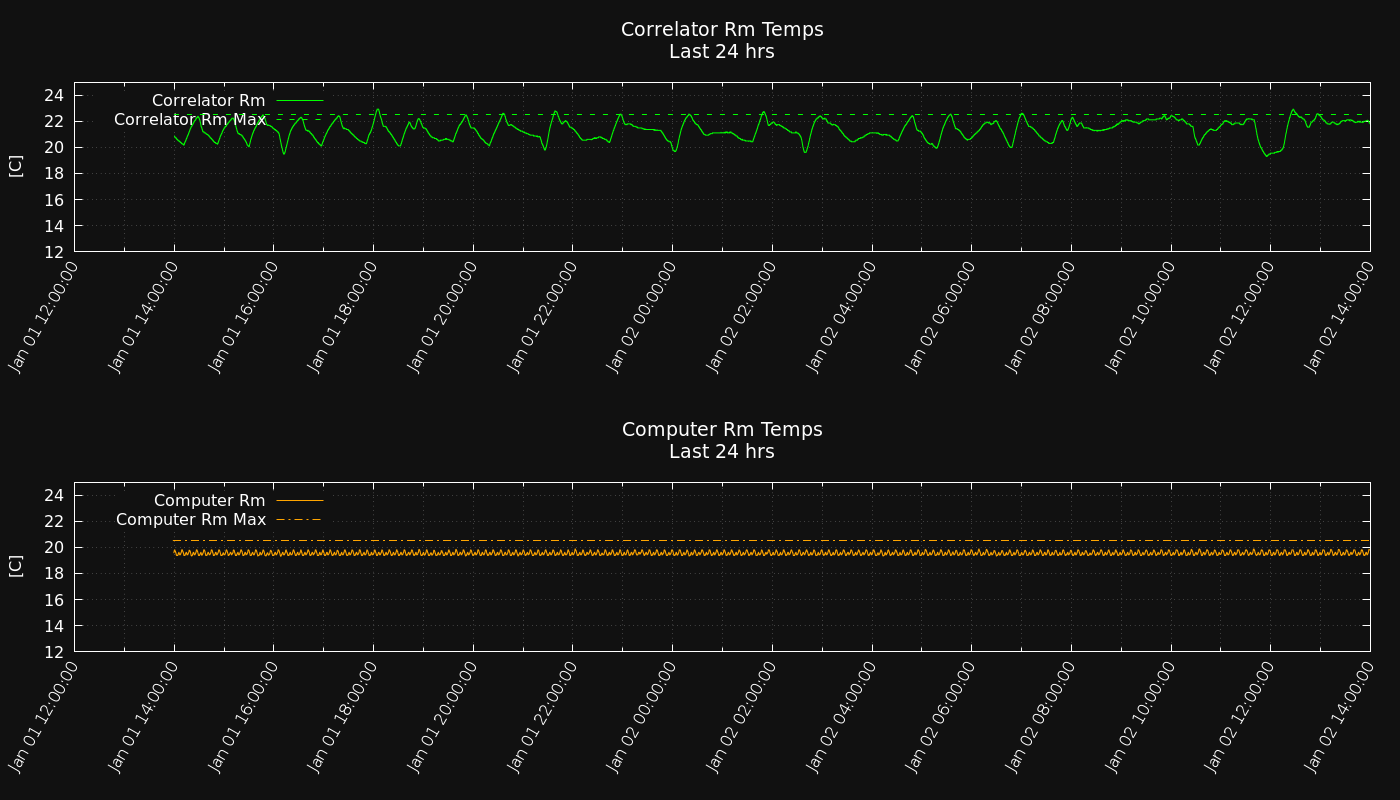 Correlator Rm Temps
Last 24 hrs
Correlator Rm
Correlator Rm Max
[C]
24
22
20
18
16
14
12
Jan 01 12:00:00
Jan 01 14:00:00
Jan 01 16:00:00
Jan 01 18:00:00
Jan 01 20:00:00
Jan 01 22:00:00
Jan 02 00:00:00
Jan 02 02:00:00
Jan 02 04:00:00
Jan 02 06:00:00
Jan 02 08:00:00
Jan 02 10:00:00
Jan 02 12:00:00
Jan 02 14:00:00
Computer Rm Temps
Last 24 hrs
Computer Rm
Computer Rm Max
[C]
24
22
20
18
16
14
12
Jan 01 12:00:00
Jan 01 14:00:00
Jan 01 16:00:00
Jan 01 18:00:00
Jan 01 20:00:00
Jan 01 22:00:00
Jan 02 00:00:00
Jan 02 02:00:00
Jan 02 04:00:00
Jan 02 06:00:00
Jan 02 08:00:00
Jan 02 10:00:00
Jan 02 12:00:00
Jan 02 14:00:00